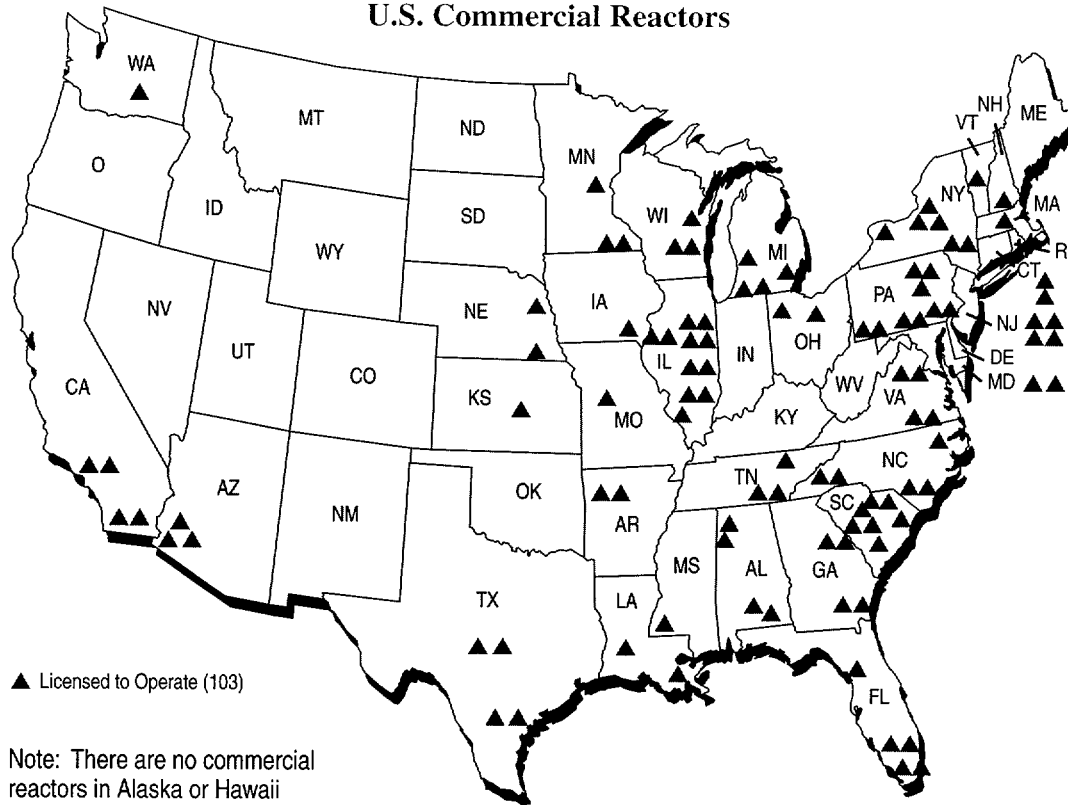 U.S. Commercial Reactors
WA
MT
ND
MN
VT
NH
ME
O
ID
SD
WI
MI
NY
MA
R
CT
WY
NE
IA
PA
NJ
DE
MD
NV
UT
CO
KS
MO
IL
IN
OH
WV
VA
KY
CA
AZ
NM
OK
AR
TN
NC
SC
MS
AL
GA
TX
LA
FL
Licensed to Operate (103)
Note: There are no commercial
reactors in Alaska or Hawaii